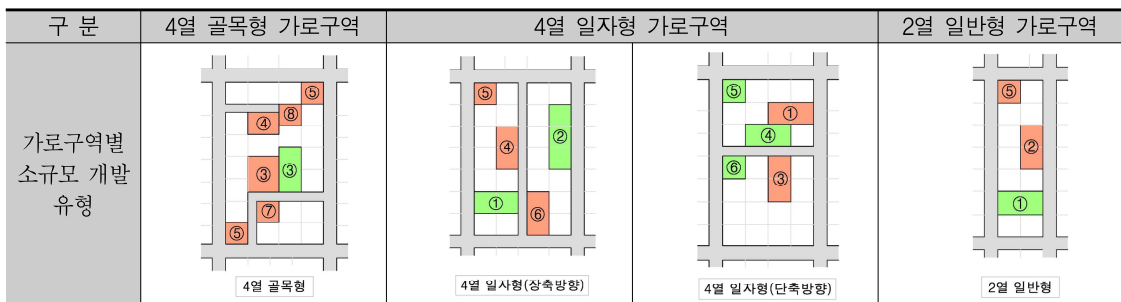 구 분
4열 골목형 가로구역
4열 일자형 가로구역
2열 일반형 가로구역
가로구역별
소규모 개발
유형
⑤
⑧
④
③
③
⑦
⑤
4열 골목형
⑤
②
④
①
⑥
4열 일자형(장축방향)
⑤
①
④
⑥
③
4열 일자형(단축방향)
⑤
②
①
2열 일반형